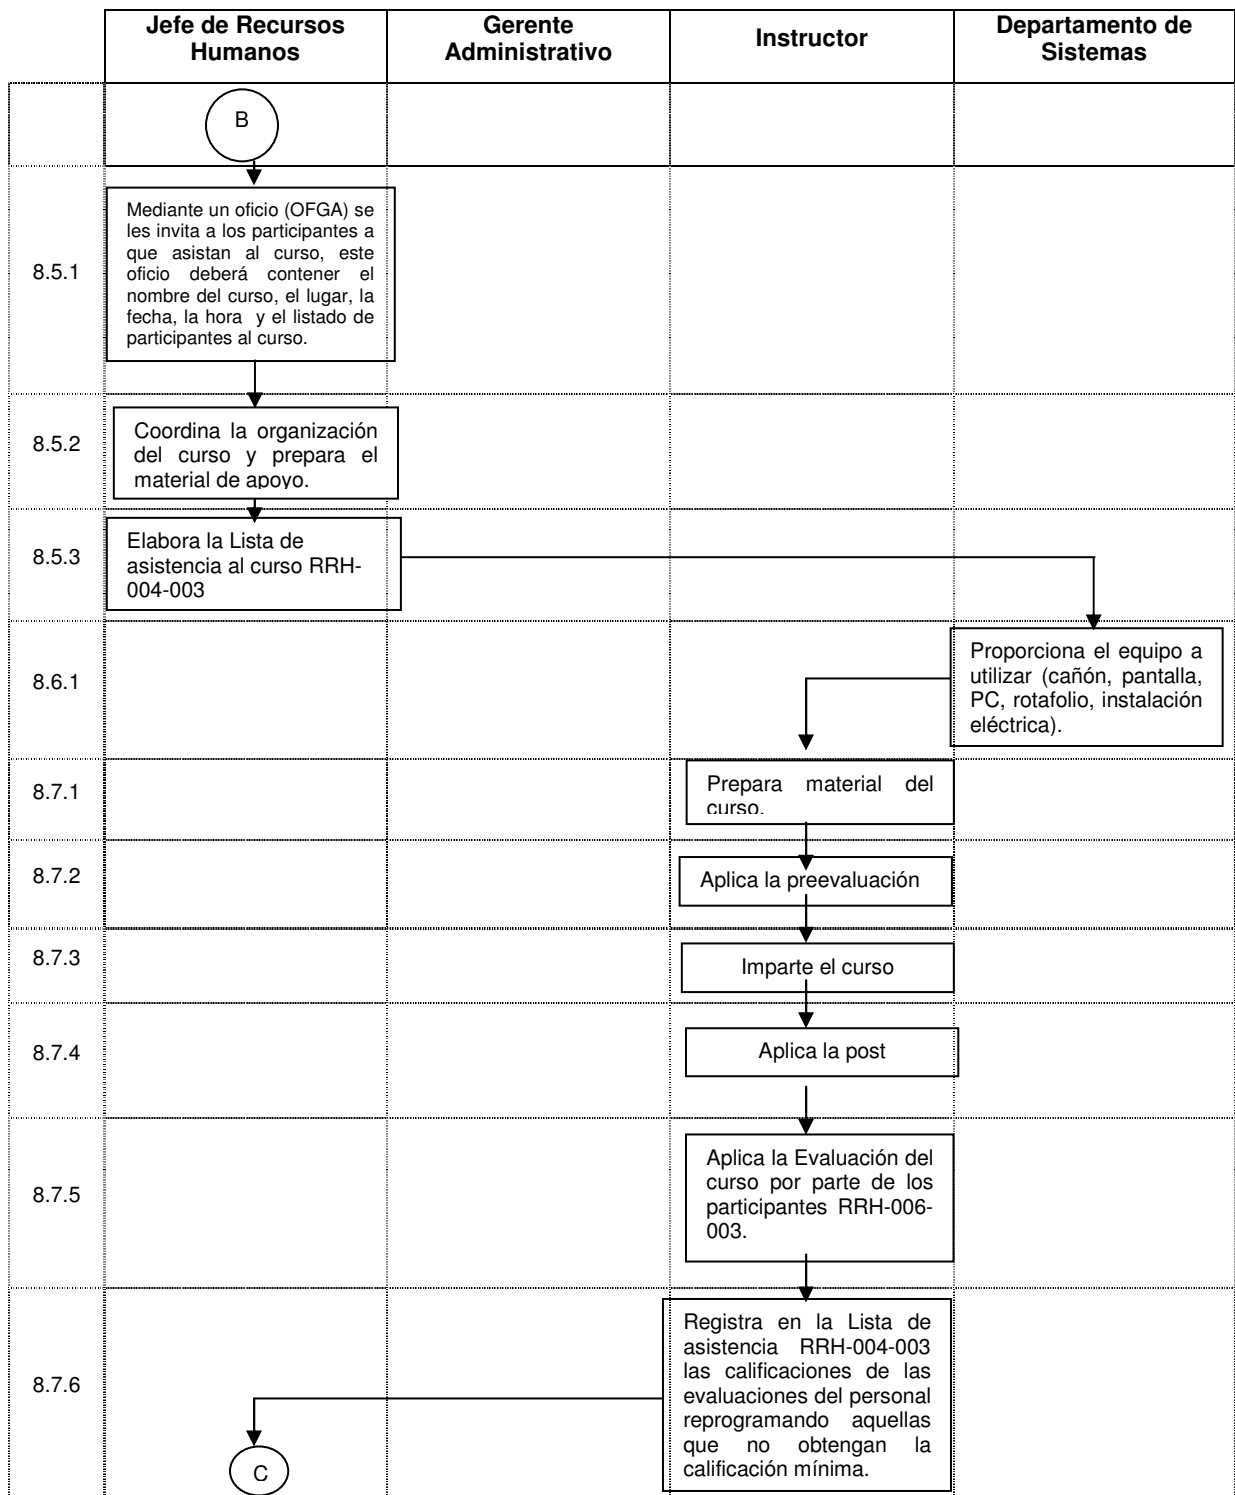 Jefe de Recursos
Humanos
Gerente
Administrativo
Instructor
Departamento de
Sistemas
B
8.5.1
Mediante un oficio (OFGA) se
les invita a los participantes a
que asistan al curso, este
oficio deberá contener el
nombre del curso, el lugar, la
fecha, la hora y el listado de
participantes al curso.
8.5.2
Coordina la organización
del curso y prepara el
material de apoyo.
8.5.3
Elabora la Lista de
asistencia al curso RRH-
004-003
8.6.1
Proporciona el equipo a
utilizar (cañón, pantalla,
PC, rotafolio, instalación
eléctrica).
8.7.1
Prepara material del
curso.
8.7.2
Aplica la preevaluación
8.7.3
Imparte el curso
8.7.4
Aplica la post
8.7.5
Aplica la Evaluación del
curso por parte de los
participantes RRH-006-
003.
8.7.6
Registra en la Lista de
asistencia RRH-004-003
las calificaciones de las
evaluaciones del personal
reprogramando aquellas
que no obtengan la
calificación mínima.
C